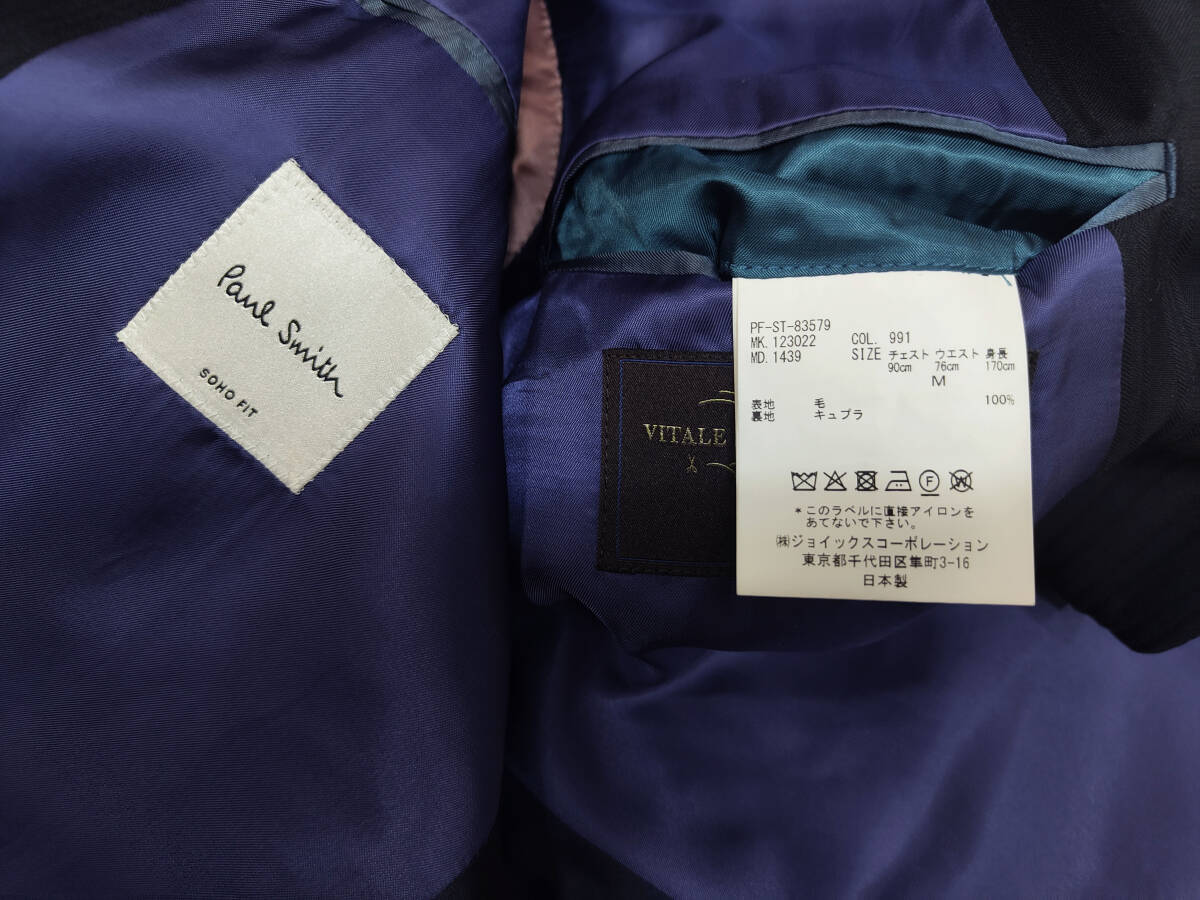 Paul Smith
SOHO FIT
VITALE
PF-ST-83579
MK. 123022 COL. 991
MD. 1439 SIZE チェスト ウエスト 身長
90cm 76cm 170cm
M
表地 毛 100%
裏地 キュプラ
F W
*このラベルに直接アイロンを
あてないで下さい。
㈱ジョイックスコーポレーション
東京都千代田区隼町3-16
日本製